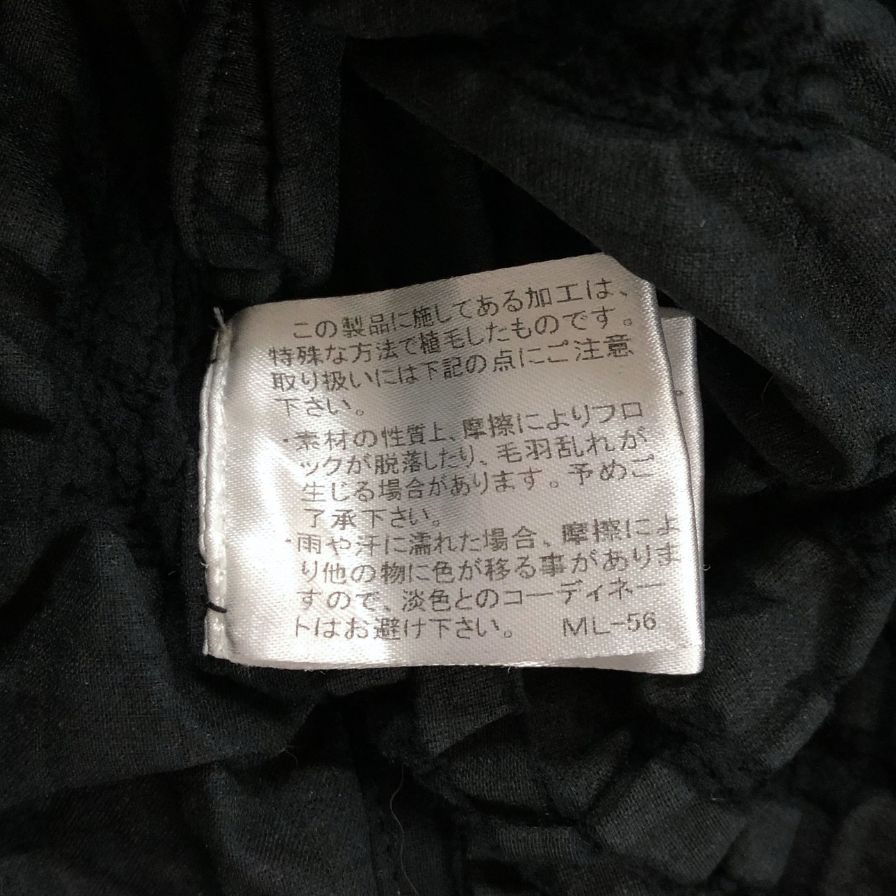 この製品に施してある加工は、
特殊な方法で植毛したものです。
取り扱いには下記の点にご注意
下さい。
・素材の性質上、摩擦によりフロ
ックが脱落したり、毛羽乱れが
生じる場合があります。予めご
了承下さい。
・雨や汗に濡れた場合、摩擦によ
り他の物に色が移る事がありま
すので、淡色とのコーディネー
トはお避け下さい。 ML-56